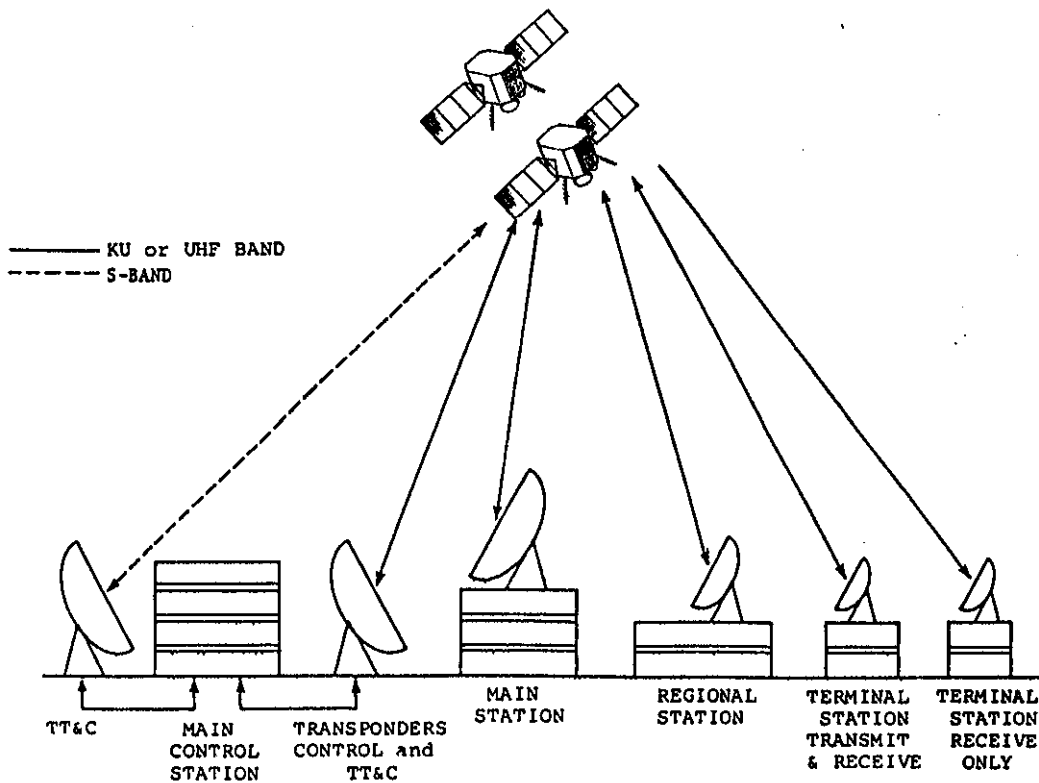 KU or UHF BAND
S-BAND
TT&C
MAIN
CONTROL
STATION
TRANSPONDERS
CONTROL and
TT&C
MAIN
STATION
REGIONAL
STATION
TERMINAL
STATION
TRANSMIT
& RECEIVE
TERMINAL
STATION
RECEIVE
ONLY